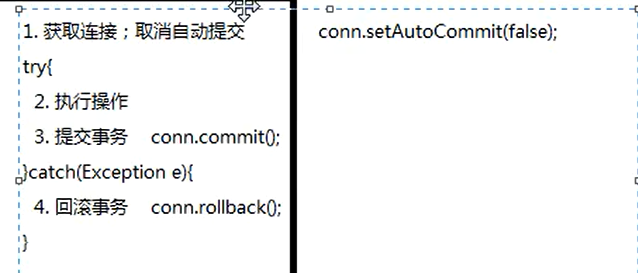 1. 获取连接；取消自动提交
try{
2. 执行操作
3. 提交事务 conn.commit();
}catch(Exception e){
4. 回滚事务 conn.rollback();
}
conn.setAutoCommit(false);